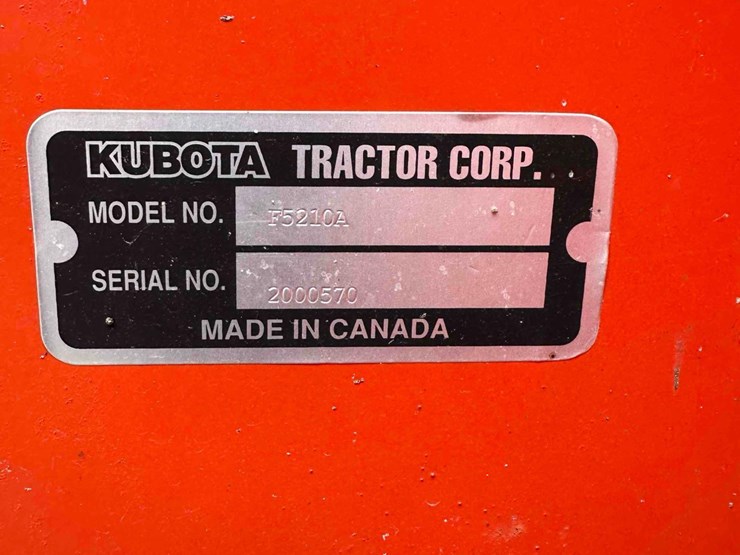 KUBOTA TRACTOR CORP.
MODEL NO. F5210A
SERIAL NO. 2000570
MADE IN CANADA